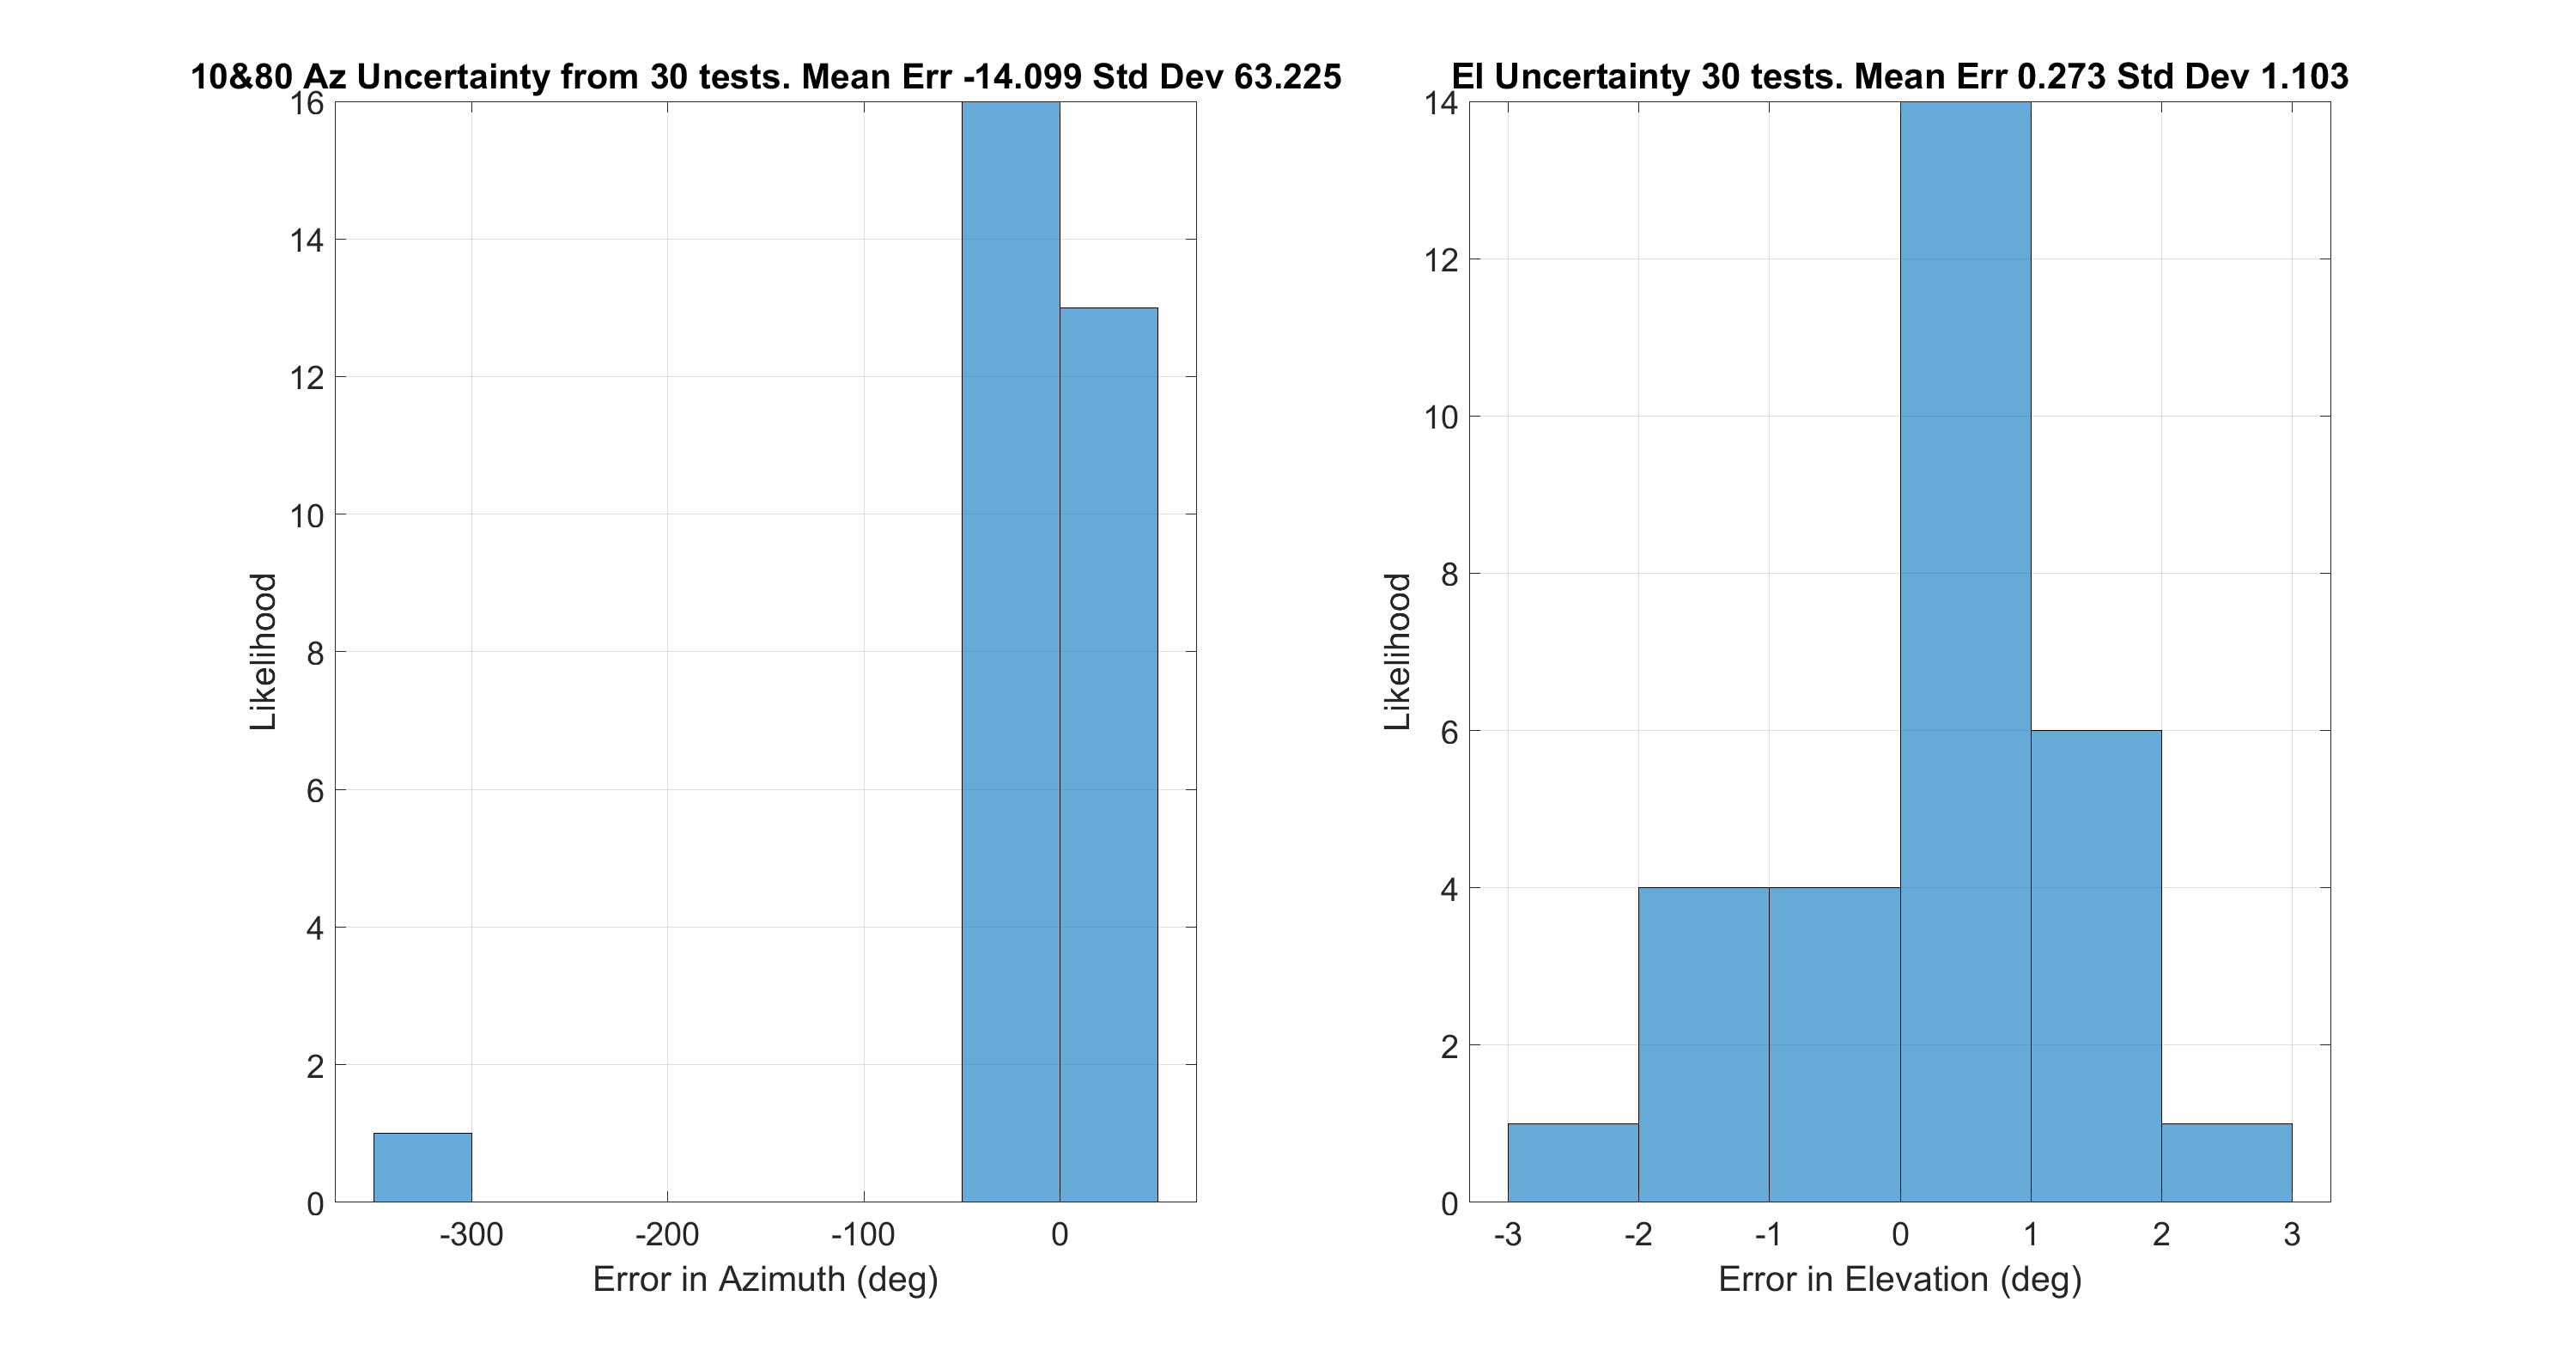 10&80 Az Uncertainty from 30 tests. Mean Err -14.099 Std Dev 63.225
16
14
12
10
8
6
4
2
0
Likelihood
-300 -200 -100 0
Error in Azimuth (deg)
El Uncertainty 30 tests. Mean Err 0.273 Std Dev 1.103
14
12
10
8
6
4
2
0
Likelihood
-3 -2 -1 0 1 2 3
Error in Elevation (deg)